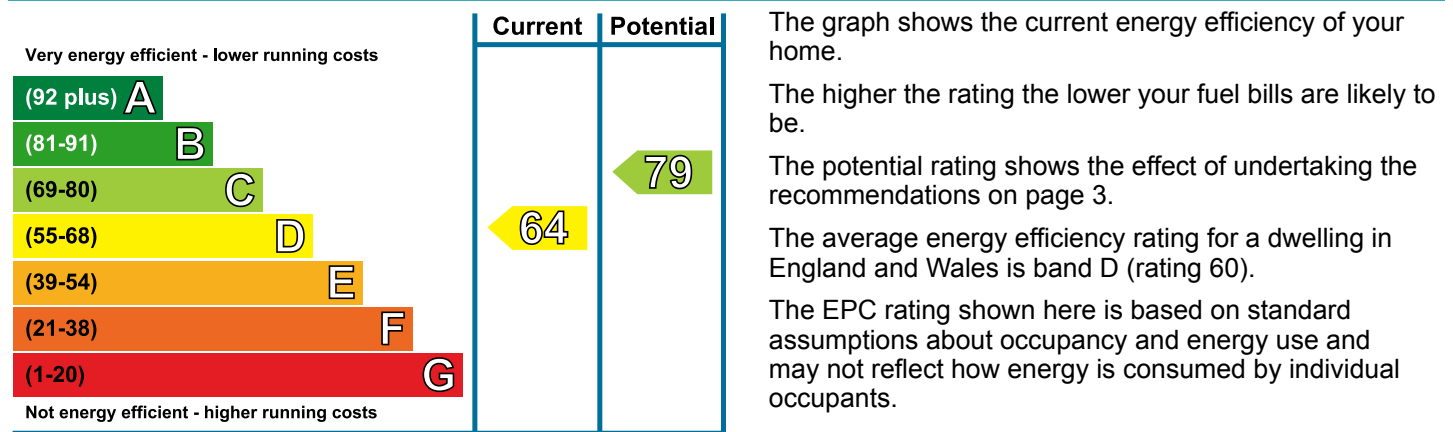 Current Potential
Very energy efficient - lower running costs
(92 plus) A
(81-91) B
(69-80) C
79
(55-68) D
64
(39-54) E
(21-38) F
(1-20) G
Not energy efficient - higher running costs
The graph shows the current energy efficiency of your
home.
The higher the rating the lower your fuel bills are likely to
be.
The potential rating shows the effect of undertaking the
recommendations on page 3.
The average energy efficiency rating for a dwelling in
England and Wales is band D (rating 60).
The EPC rating shown here is based on standard
assumptions about occupancy and energy use and
may not reflect how energy is consumed by individual
occupants.